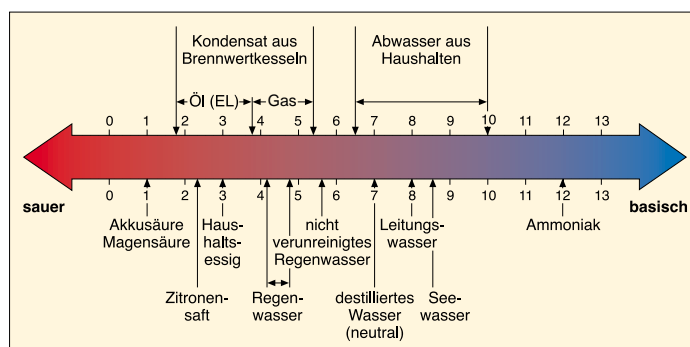 Kondensat aus
Brennwertkesseln
Abwasser aus
Haushalten
Öl (EL)
Gas
0 1 2 3 4 5 6 7 8 9 10 11 12 13
0 1 2 3 4 5 6 7 8 9 10 11 12 13
sauer
basisch
Akkusäure
Magensäure
Haus-
halts-
essig
nicht
verunreinigtes
Regenwasser
Leitungs-
wasser
Ammoniak
Zitronen-
saft
Regen-
wasser
destilliertes
Wasser
(neutral)
See-
wasser